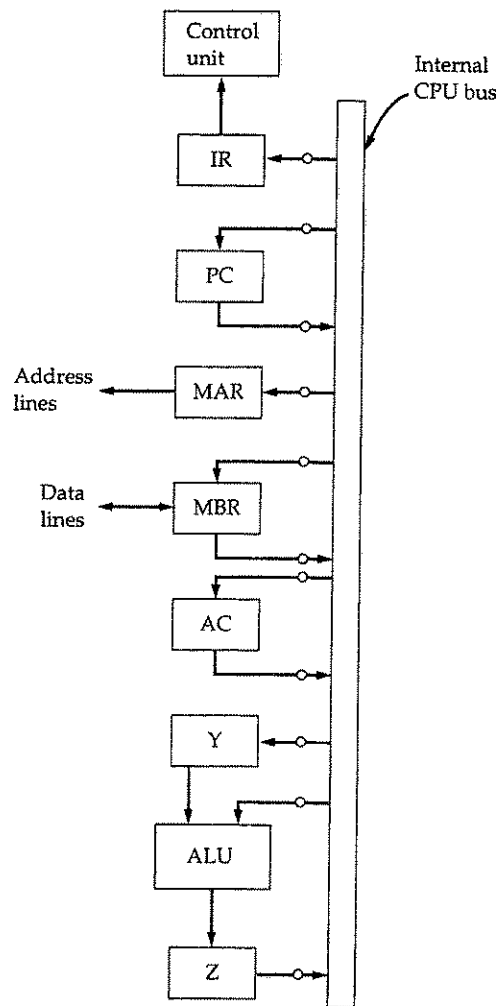 Control
unit
Internal
CPU bus
IR
PC
Address
lines
MAR
Data
lines
MBR
AC
Y
ALU
Z